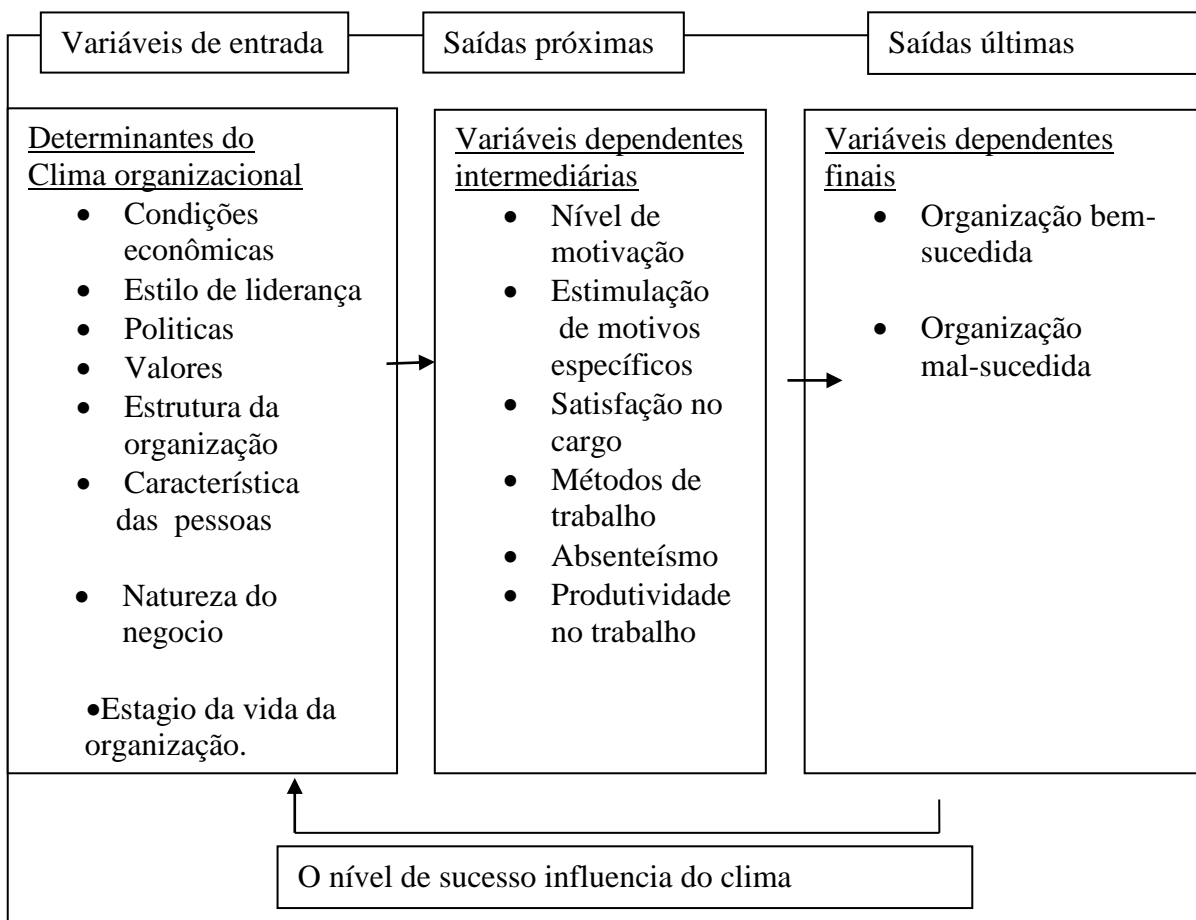 Variáveis de entrada
Saídas próximas
Saídas últimas
Determinantes do
Clima organizacional
• Condições
econômicas
• Estilo de liderança
• Politicas
• Valores
• Estrutura da
organização
• Característica
das pessoas
• Natureza do
negocio
•Estagio da vida da
organização.
Variáveis dependentes
intermediárias
• Nível de
motivação
• Estimulação
de motivos
específicos
• Satisfação no
cargo
• Métodos de
trabalho
• Absenteísmo
• Produtividade
no trabalho
Variáveis dependentes
finais
• Organização bem-
sucedida
• Organização
mal-sucedida
O nível de sucesso influencia do clima